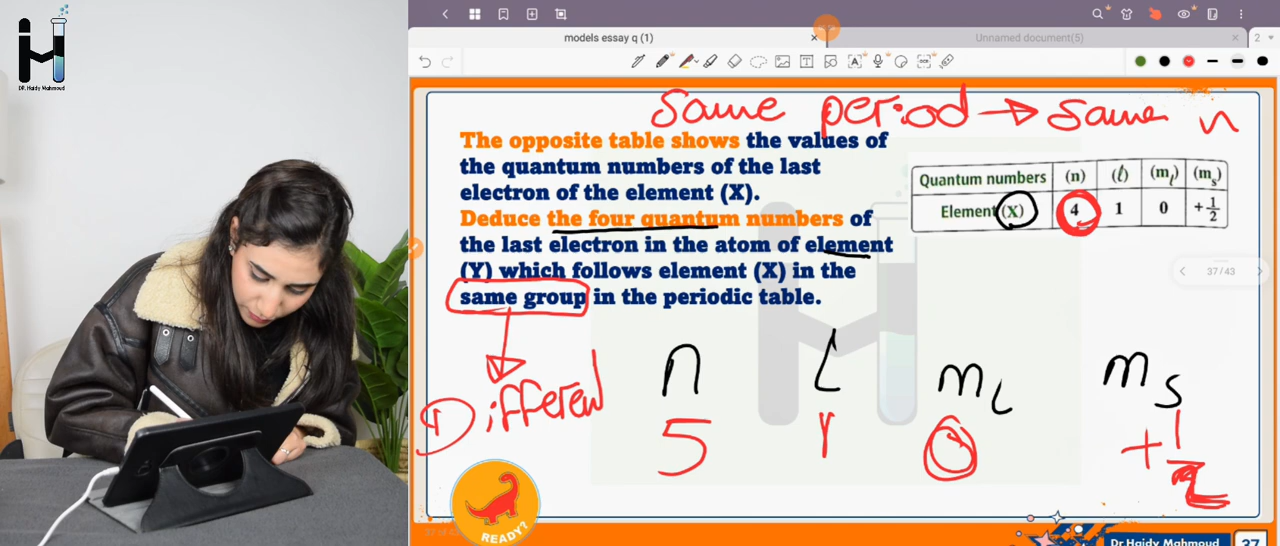 H
DR. Haidy Mahmoud
models essay q (1)
Unnamed document(5)
2
Same period → Same n
The opposite table shows the values of
the quantum numbers of the last
electron of the element (X).
Deduce the four quantum numbers of
the last electron in the atom of element
(Y) which follows element (X) in the
same group in the periodic table.
Quantum numbers (n) (ℓ) (mℓ) (ms)
Element (X) 4 1 0 +1/2
37/43
Different
n l mL ms
5 1 0 +1/2
READY?
Dr Haidy Mahmoud 37